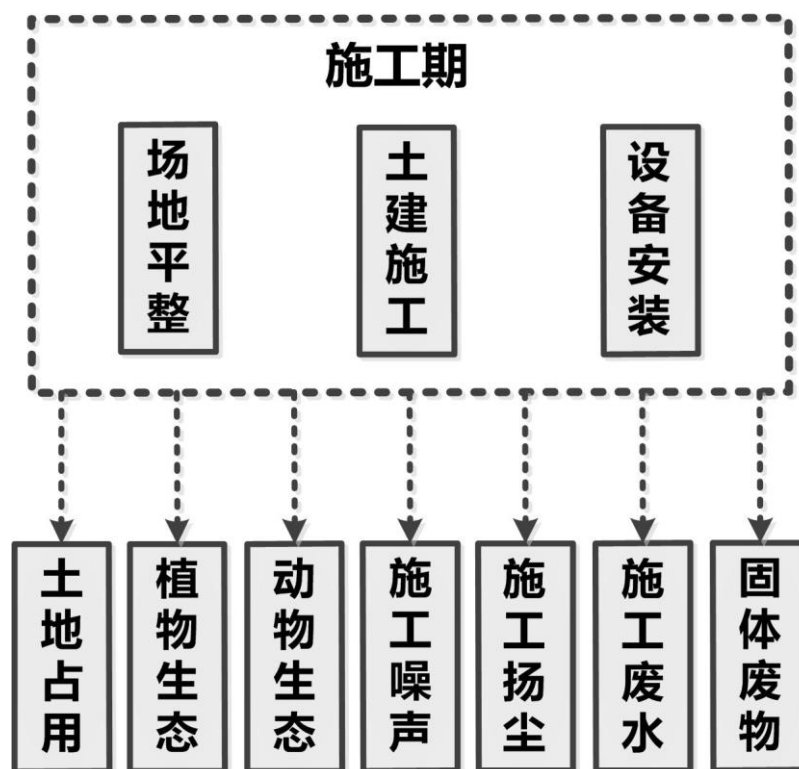 施工期
场地平整
土建施工
设备安装
土地占用
植物生态
动物生态
施工噪声
施工扬尘
施工废水
固体废物